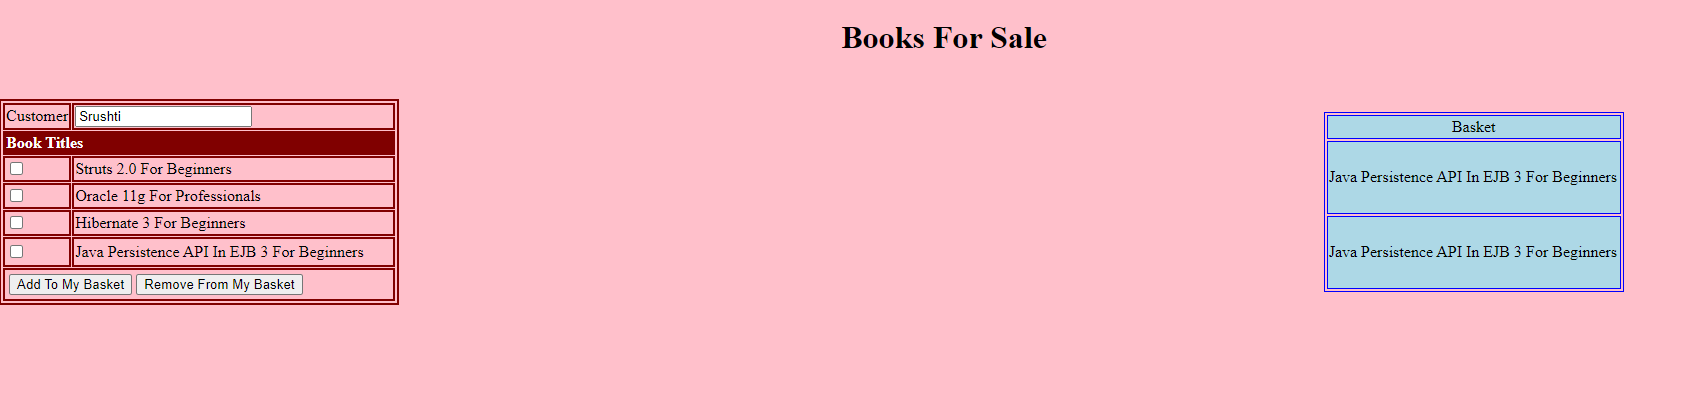 Books For Sale
Customer Srushti
Book Titles
Struts 2.0 For Beginners
Oracle 11g For Professionals
Hibernate 3 For Beginners
Java Persistence API In EJB 3 For Beginners
Add To My Basket Remove From My Basket
Basket
Java Persistence API In EJB 3 For Beginners
Java Persistence API In EJB 3 For Beginners